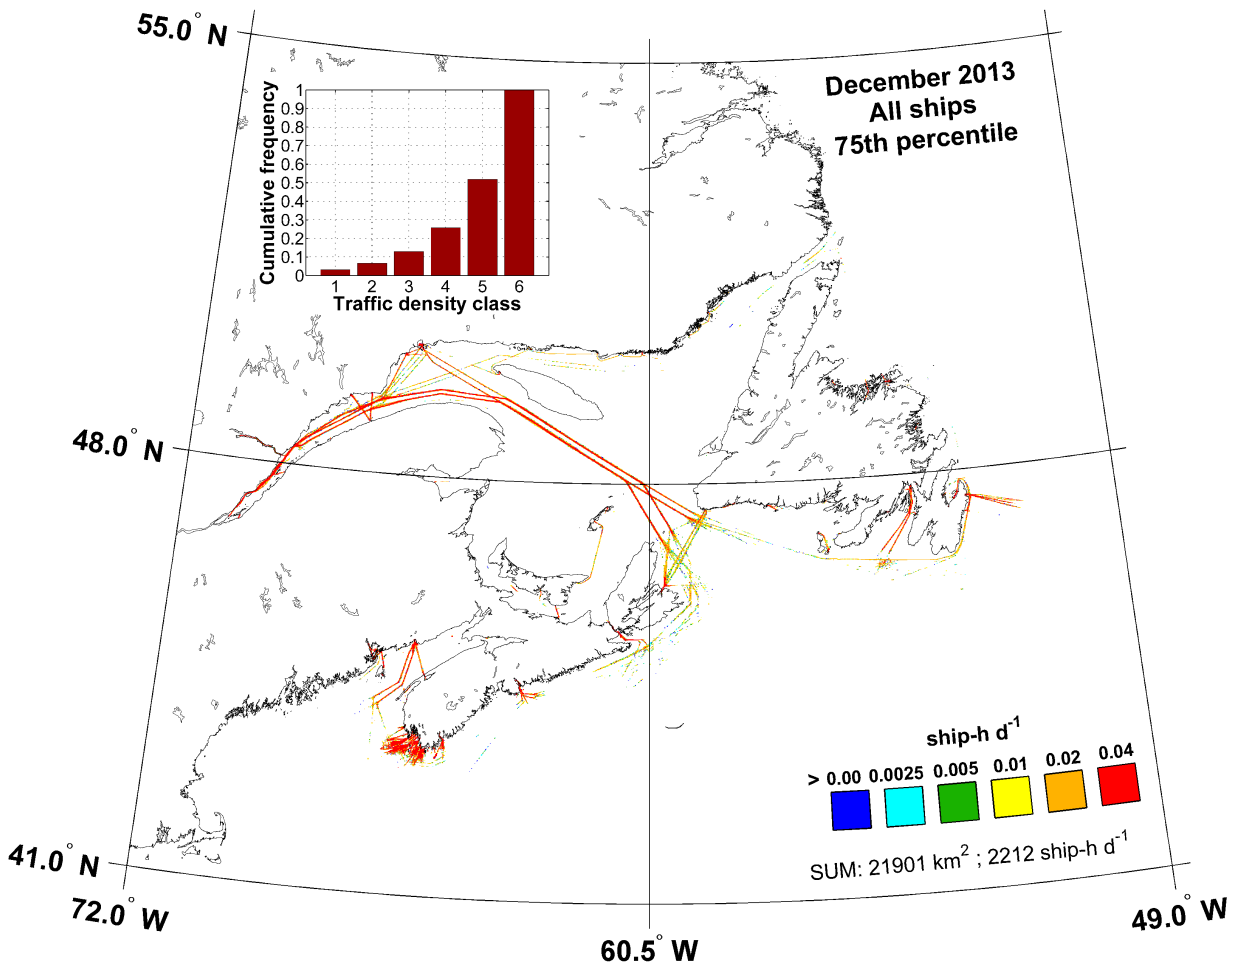 55.0° N
December 2013
All ships
75th percentile
Cumulative frequency
1
0.9
0.8
0.7
0.6
0.5
0.4
0.3
0.2
0.1
0
1 2 3 4 5 6
Traffic density class
48.0° N
ship-h d-1
> 0.00 0.0025 0.005 0.01 0.02 0.04
SUM: 21901 km2 ; 2212 ship-h d-1
41.0° N
72.0° W
60.5° W
49.0° W